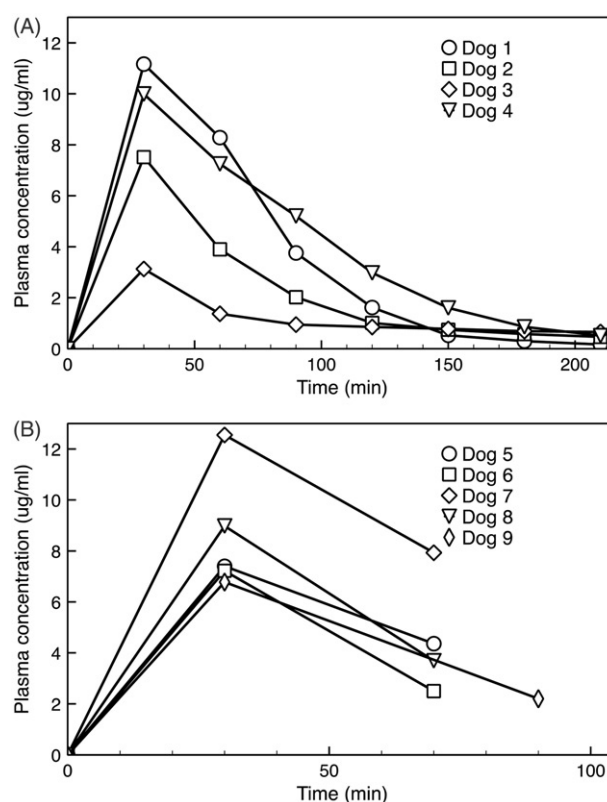 (A)
Plasma concentration (ug/ml)
12
10
8
6
4
2
0
Dog 1
Dog 2
Dog 3
Dog 4
0 50 100 150 200
Time (min)
(B)
Plasma concentration (ug/ml)
12
10
8
6
4
2
0
Dog 5
Dog 6
Dog 7
Dog 8
Dog 9
0 50 100
Time (min)